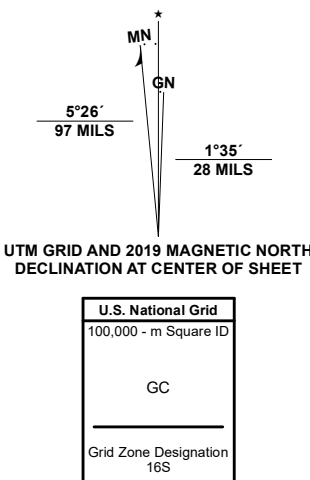 ★
MN
GN
5°26´
97 MILS
1°35´
28 MILS
UTM GRID AND 2019 MAGNETIC NORTH
DECLINATION AT CENTER OF SHEET
U.S. National Grid
100,000 - m Square ID
GC
Grid Zone Designation
16S